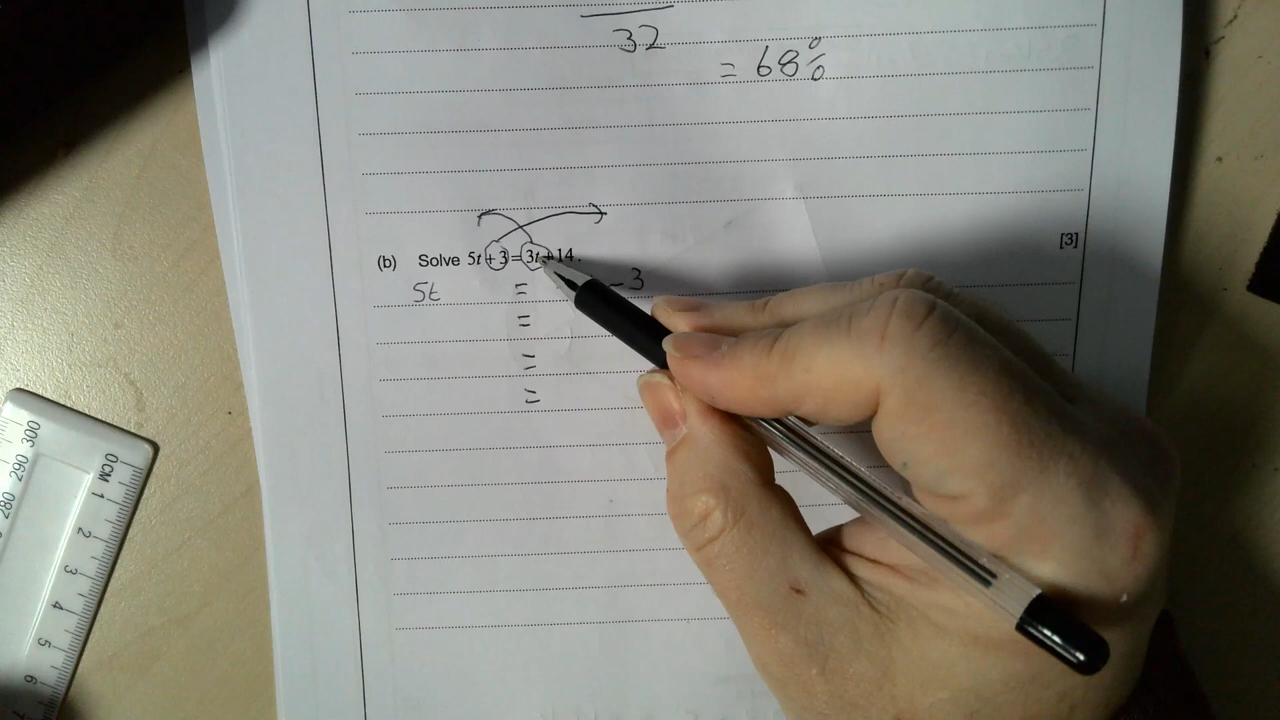 32
= 68%
[3]
(b) Solve 5t + 3 = 3t + 14.
5t = - 3
=
=
=
280 290 300
0CM 1 2 3 4 5 6